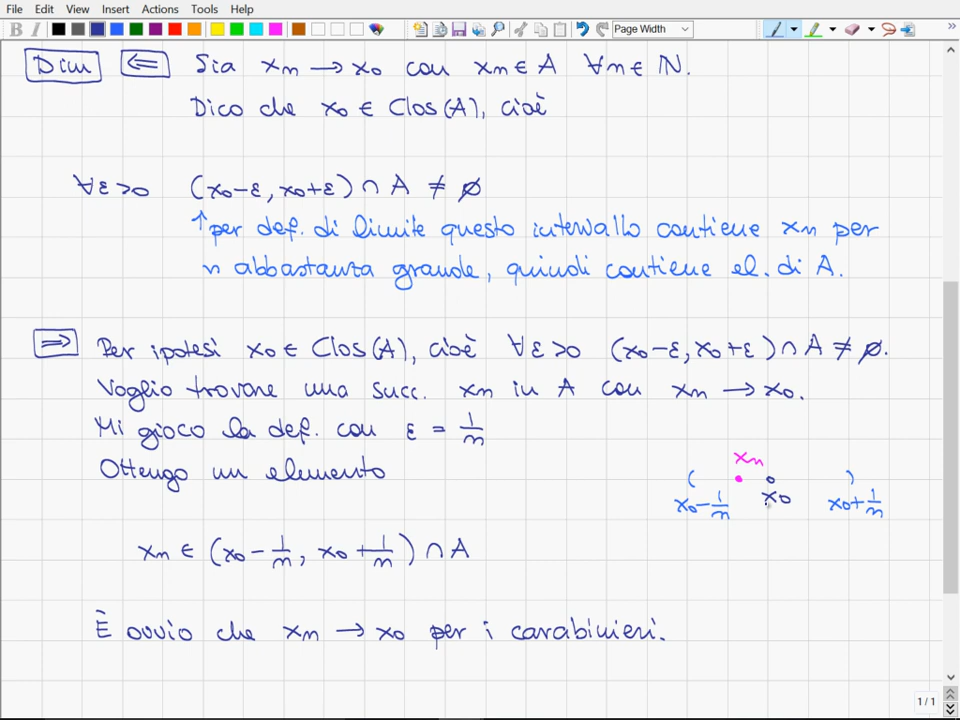 File Edit View Insert Actions Tools Help
B I Page Width
Dim ⇐ Sia xn → x0 con xn ∈ A ∀n ∈ N.
Dico che x0 ∈ Clos(A), cioè
∀ε>0 (x0-ε, x0+ε) ∩ A ≠ ∅
↑ per def. di limite questo intervallo contiene xn per
n abbastanza grande, quindi contiene el. di A.
⇒ Per ipotesi x0 ∈ Clos(A), cioè ∀ε>0 (x0-ε, x0+ε) ∩ A ≠ ∅.
Voglio trovare una succ. xn in A con xn → x0.
Mi gioco la def. con ε = 1/n
Ottengo un elemento
xn
( • • )
x0 - 1/n x0 x0 + 1/n
xn ∈ (x0 - 1/n, x0 + 1/n) ∩ A
È ovvio che xn → x0 per i carabinieri.
1 / 1